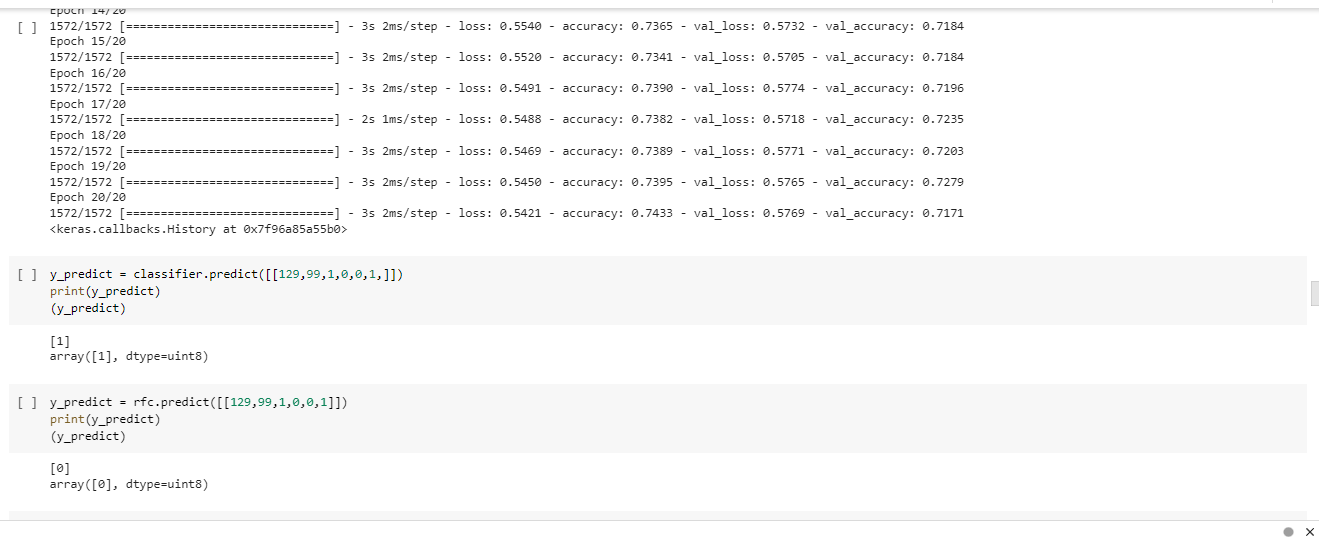 Epoch 14/20
[ ] 1572/1572 [==============================] - 3s 2ms/step - loss: 0.5540 - accuracy: 0.7365 - val_loss: 0.5732 - val_accuracy: 0.7184
Epoch 15/20
1572/1572 [==============================] - 3s 2ms/step - loss: 0.5520 - accuracy: 0.7341 - val_loss: 0.5705 - val_accuracy: 0.7184
Epoch 16/20
1572/1572 [==============================] - 3s 2ms/step - loss: 0.5491 - accuracy: 0.7390 - val_loss: 0.5774 - val_accuracy: 0.7196
Epoch 17/20
1572/1572 [==============================] - 2s 1ms/step - loss: 0.5488 - accuracy: 0.7382 - val_loss: 0.5718 - val_accuracy: 0.7235
Epoch 18/20
1572/1572 [==============================] - 3s 2ms/step - loss: 0.5469 - accuracy: 0.7389 - val_loss: 0.5771 - val_accuracy: 0.7203
Epoch 19/20
1572/1572 [==============================] - 3s 2ms/step - loss: 0.5450 - accuracy: 0.7395 - val_loss: 0.5765 - val_accuracy: 0.7279
Epoch 20/20
1572/1572 [==============================] - 3s 2ms/step - loss: 0.5421 - accuracy: 0.7433 - val_loss: 0.5769 - val_accuracy: 0.7171
<keras.callbacks.History at 0x7f96a85a55b0>
[ ] y_predict = classifier.predict([[129,99,1,0,0,1,]])
print(y_predict)
(y_predict)
[1]
array([1], dtype=uint8)
[ ] y_predict = rfc.predict([[129,99,1,0,0,1]])
print(y_predict)
(y_predict)
[0]
array([0], dtype=uint8)